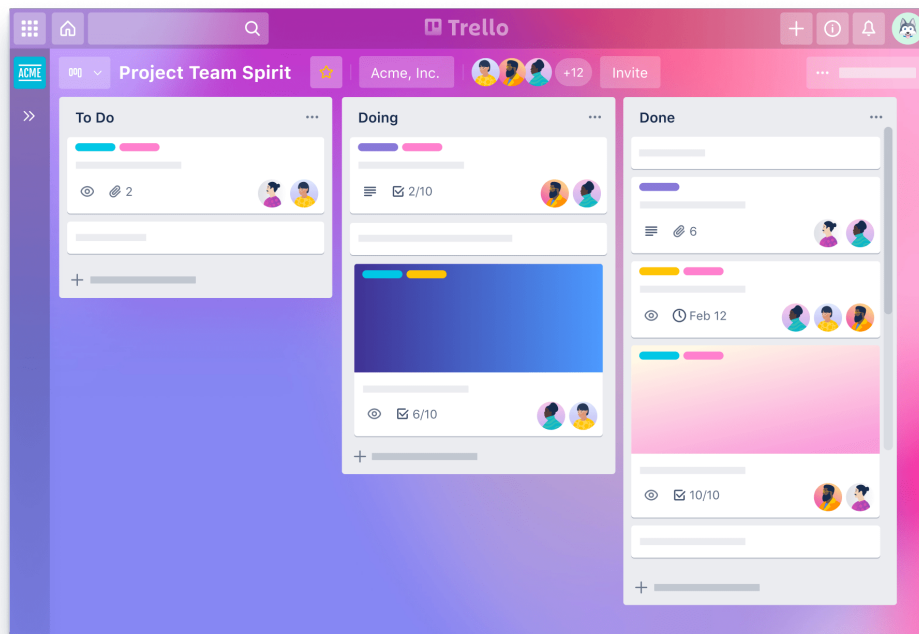 Trello
ACME
Project Team Spirit
Acme, Inc.
+12
Invite
To Do
2
Doing
2/10
6/10
Done
6
Feb 12
10/10